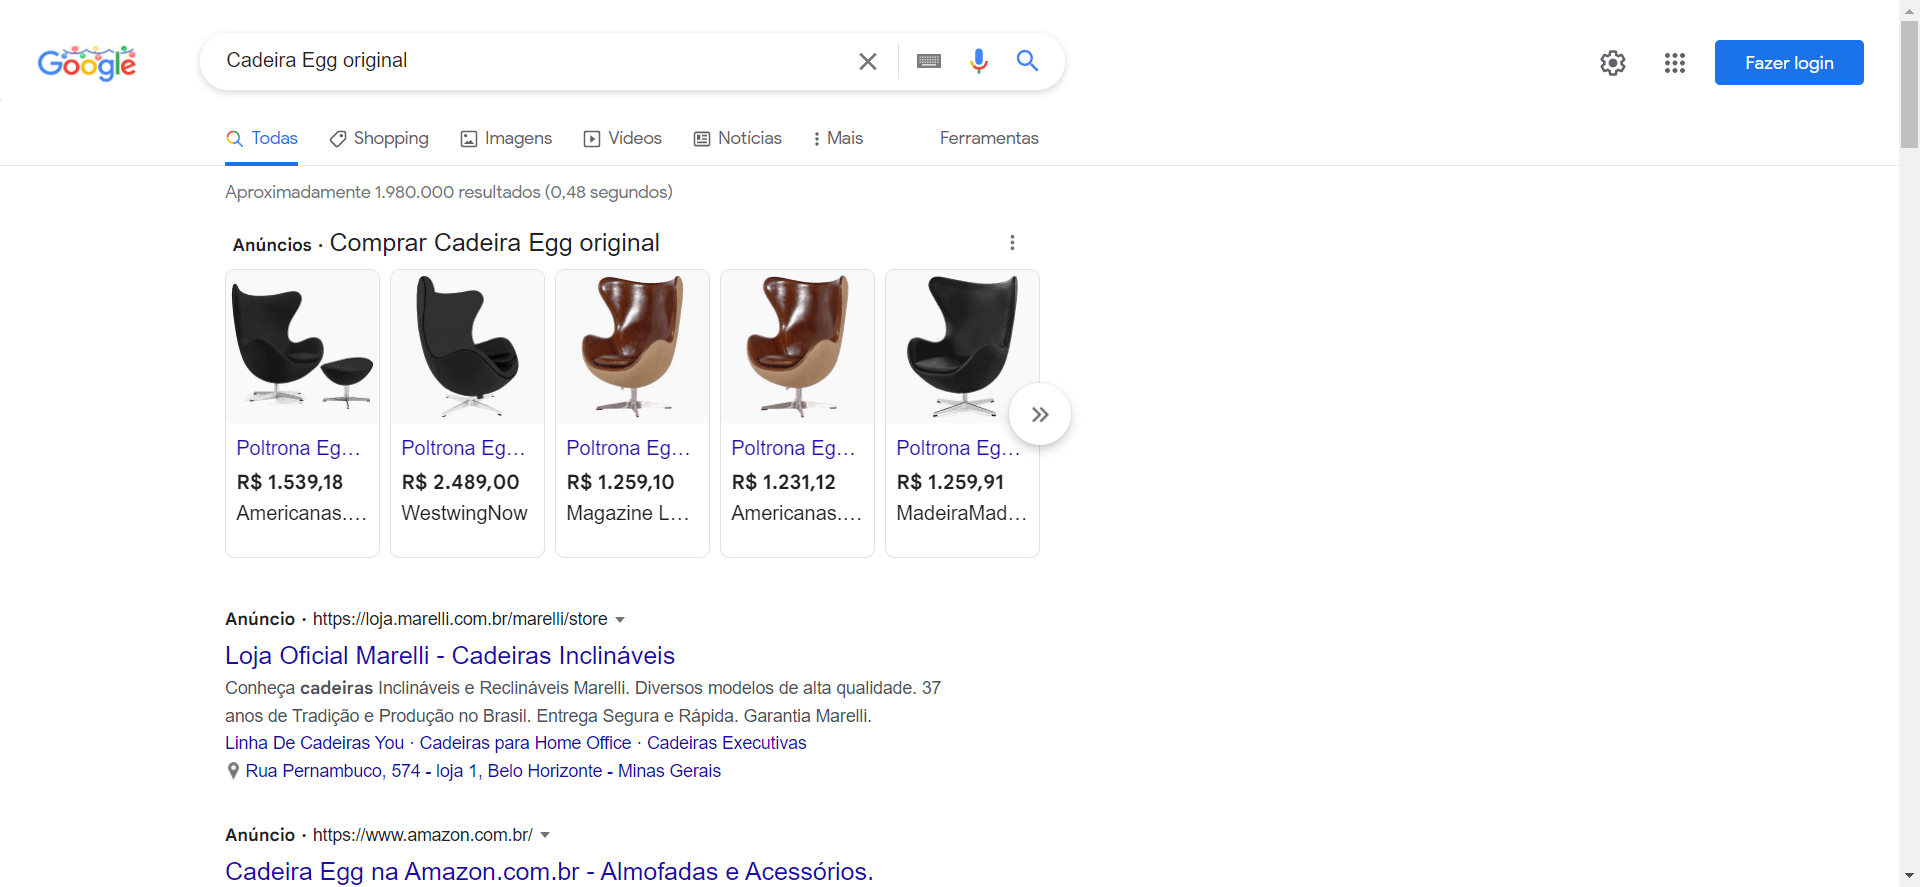 Google
Cadeira Egg original
Fazer login
Todas
Shopping
Imagens
Vídeos
Notícias
Mais
Ferramentas
Aproximadamente 1.980.000 resultados (0,48 segundos)
Anúncios · Comprar Cadeira Egg original
Poltrona Eg...
R$ 1.539,18
Americanas....
Poltrona Eg...
R$ 2.489,00
WestwingNow
Poltrona Eg...
R$ 1.259,10
Magazine L...
Poltrona Eg...
R$ 1.231,12
Americanas....
Poltrona Eg...
R$ 1.259,91
MadeiraMad...
Anúncio · https://loja.marelli.com.br/marelli/store
Loja Oficial Marelli - Cadeiras Inclináveis
Conheça cadeiras Inclináveis e Reclináveis Marelli. Diversos modelos de alta qualidade. 37
anos de Tradição e Produção no Brasil. Entrega Segura e Rápida. Garantia Marelli.
Linha De Cadeiras You · Cadeiras para Home Office · Cadeiras Executivas
Rua Pernambuco, 574 - loja 1, Belo Horizonte - Minas Gerais
Anúncio · https://www.amazon.com.br/
Cadeira Egg na Amazon.com.br - Almofadas e Acessórios.